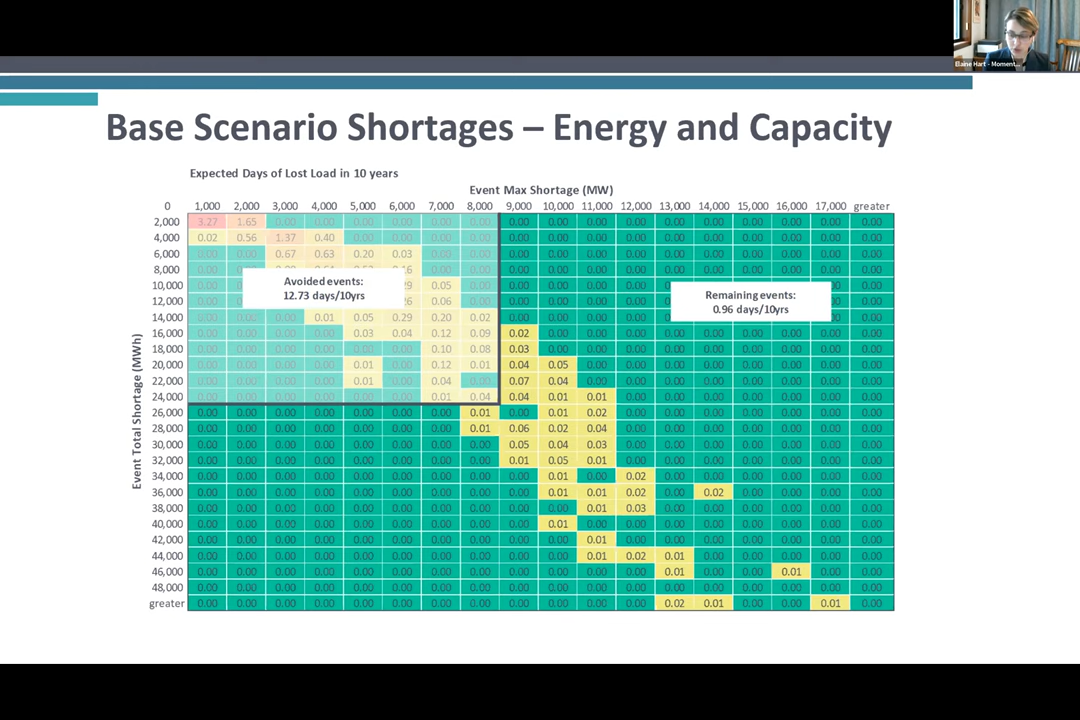 Elaine Hart - Moment...
Base Scenario Shortages – Energy and Capacity
Expected Days of Lost Load in 10 years
Event Max Shortage (MW)
0 1,000 2,000 3,000 4,000 5,000 6,000 7,000 8,000 9,000 10,000 11,000 12,000 13,000 14,000 15,000 16,000 17,000 greater
Event Total Shortage (MWh)
2,000 3.27 1.65 0.00 0.00 0.00 0.00 0.00 0.00 0.00 0.00 0.00 0.00 0.00 0.00 0.00 0.00 0.00 0.00
4,000 0.02 0.56 1.37 0.40 0.00 0.00 0.00 0.00 0.00 0.00 0.00 0.00 0.00 0.00 0.00 0.00 0.00 0.00
6,000 0.00 0.00 0.67 0.63 0.20 0.03 0.00 0.00 0.00 0.00 0.00 0.00 0.00 0.00 0.00 0.00 0.00 0.00
8,000 0.00 0.00 0.00 0.00 0.00 0.00 0.00 0.00 0.00 0.00 0.00 0.00 0.00
Avoided events:
12.73 days/10yrs
Remaining events:
0.96 days/10yrs
10,000 0.00 0.05 0.00 0.00 0.00 0.00 0.00
12,000 0.00 0.06 0.00 0.00 0.00 0.00 0.00
14,000 0.00 0.00 0.00 0.01 0.05 0.29 0.20 0.02 0.00 0.00 0.00 0.00 0.00 0.00 0.00 0.00 0.00 0.00
16,000 0.00 0.00 0.00 0.00 0.03 0.04 0.12 0.09 0.02 0.00 0.00 0.00 0.00 0.00 0.00 0.00 0.00 0.00
18,000 0.00 0.00 0.00 0.00 0.00 0.00 0.10 0.08 0.03 0.00 0.00 0.00 0.00 0.00 0.00 0.00 0.00 0.00
20,000 0.00 0.00 0.00 0.00 0.01 0.00 0.12 0.01 0.04 0.05 0.00 0.00 0.00 0.00 0.00 0.00 0.00 0.00
22,000 0.00 0.00 0.00 0.00 0.01 0.00 0.04 0.00 0.07 0.04 0.00 0.00 0.00 0.00 0.00 0.00 0.00 0.00
24,000 0.00 0.00 0.00 0.00 0.00 0.00 0.01 0.04 0.04 0.01 0.01 0.00 0.00 0.00 0.00 0.00 0.00 0.00
26,000 0.00 0.00 0.00 0.00 0.00 0.00 0.00 0.01 0.00 0.01 0.02 0.00 0.00 0.00 0.00 0.00 0.00 0.00
28,000 0.00 0.00 0.00 0.00 0.00 0.00 0.00 0.01 0.06 0.02 0.04 0.00 0.00 0.00 0.00 0.00 0.00 0.00
30,000 0.00 0.00 0.00 0.00 0.00 0.00 0.00 0.00 0.05 0.04 0.03 0.00 0.00 0.00 0.00 0.00 0.00 0.00
32,000 0.00 0.00 0.00 0.00 0.00 0.00 0.00 0.00 0.01 0.05 0.01 0.00 0.00 0.00 0.00 0.00 0.00 0.00
34,000 0.00 0.00 0.00 0.00 0.00 0.00 0.00 0.00 0.00 0.01 0.00 0.02 0.00 0.00 0.00 0.00 0.00 0.00
36,000 0.00 0.00 0.00 0.00 0.00 0.00 0.00 0.00 0.00 0.01 0.01 0.02 0.00 0.02 0.00 0.00 0.00 0.00
38,000 0.00 0.00 0.00 0.00 0.00 0.00 0.00 0.00 0.00 0.00 0.01 0.03 0.00 0.00 0.00 0.00 0.00 0.00
40,000 0.00 0.00 0.00 0.00 0.00 0.00 0.00 0.00 0.00 0.01 0.00 0.00 0.00 0.00 0.00 0.00 0.00 0.00
42,000 0.00 0.00 0.00 0.00 0.00 0.00 0.00 0.00 0.00 0.00 0.01 0.00 0.00 0.00 0.00 0.00 0.00 0.00
44,000 0.00 0.00 0.00 0.00 0.00 0.00 0.00 0.00 0.00 0.00 0.01 0.02 0.01 0.00 0.00 0.00 0.00 0.00
46,000 0.00 0.00 0.00 0.00 0.00 0.00 0.00 0.00 0.00 0.00 0.00 0.00 0.01 0.00 0.00 0.01 0.00 0.00
48,000 0.00 0.00 0.00 0.00 0.00 0.00 0.00 0.00 0.00 0.00 0.00 0.00 0.00 0.00 0.00 0.00 0.00 0.00
greater 0.00 0.00 0.00 0.00 0.00 0.00 0.00 0.00 0.00 0.00 0.00 0.00 0.02 0.01 0.00 0.00 0.01 0.00